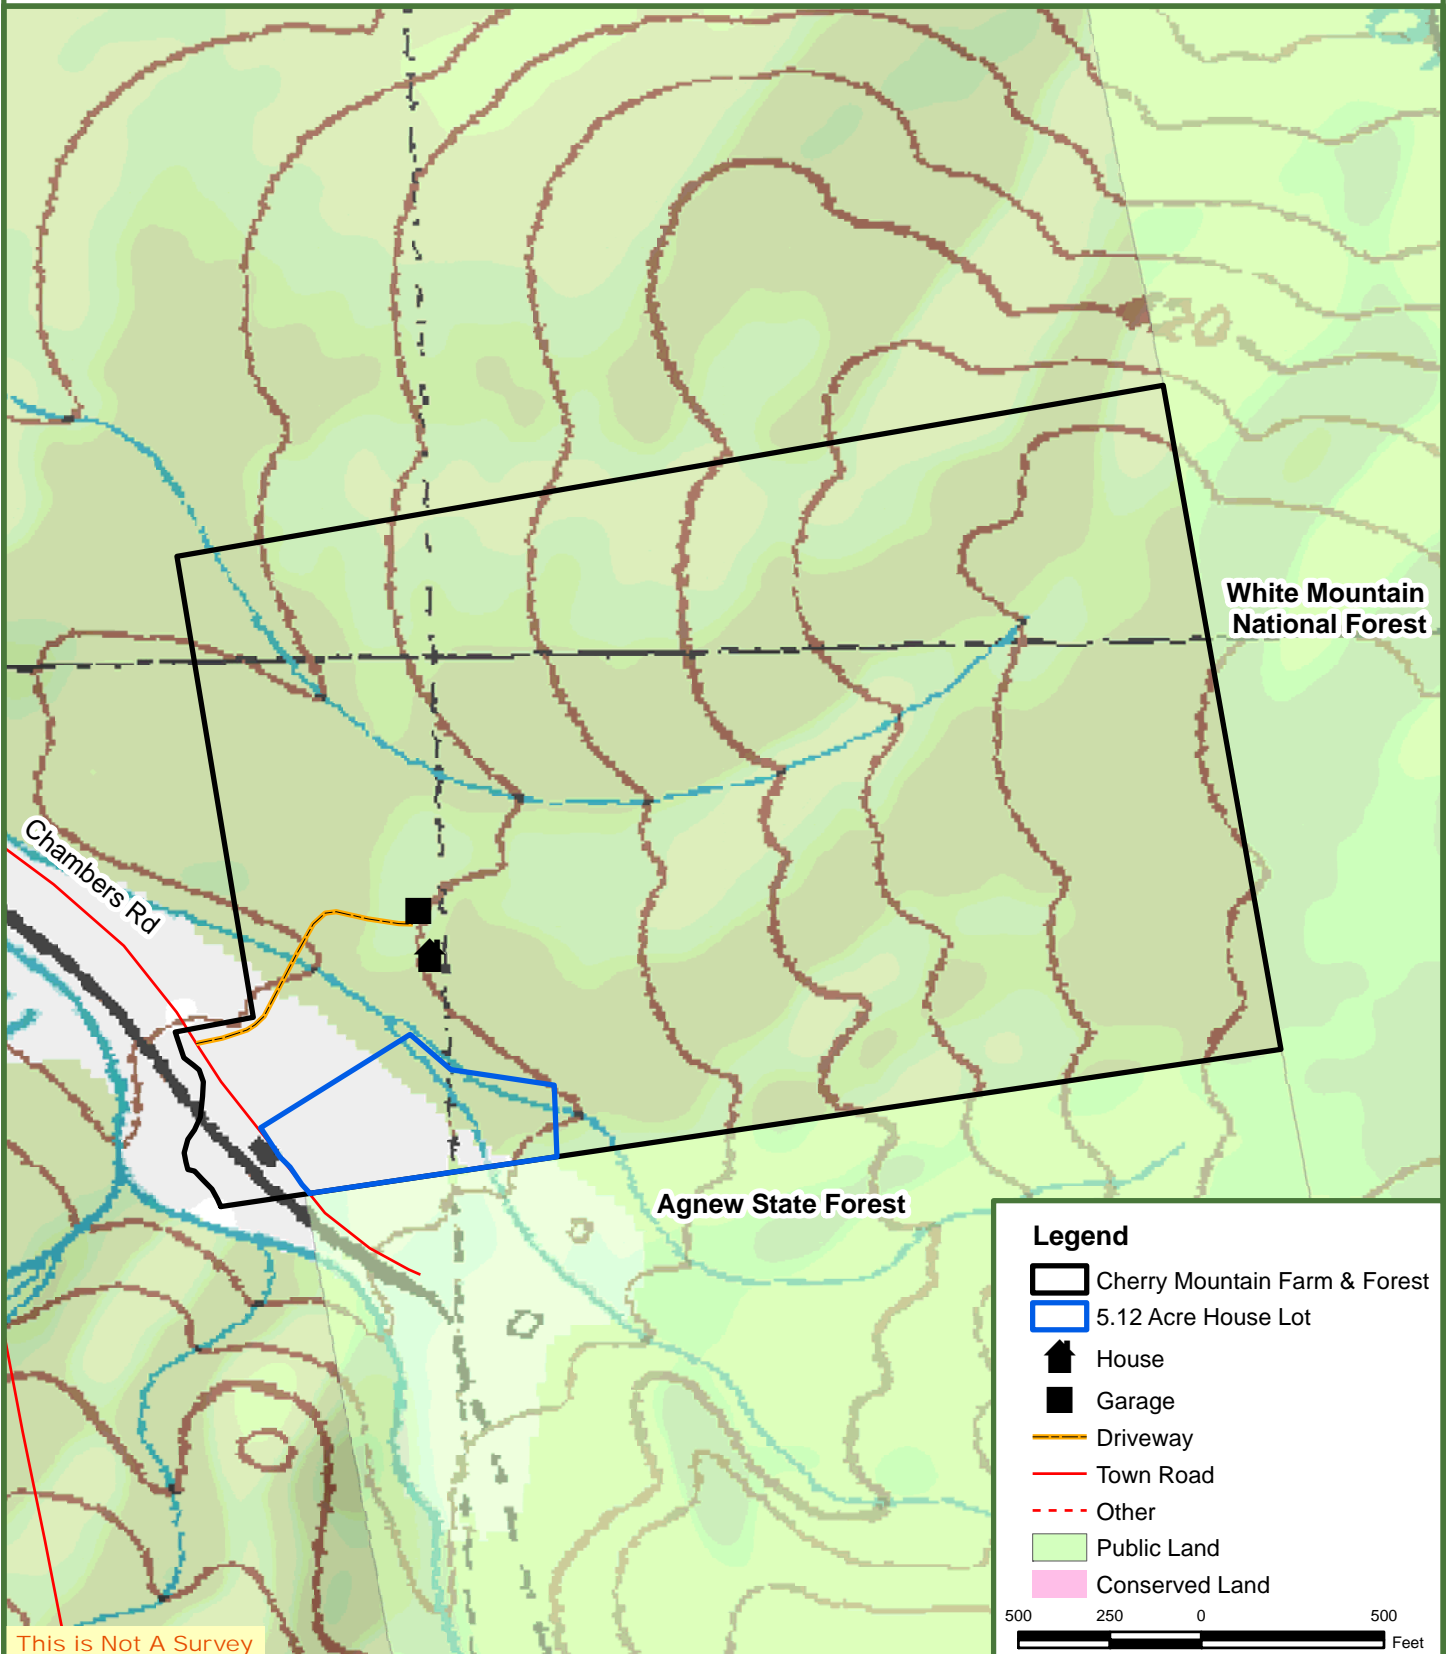 20
White Mountain
National Forest
Chambers Rd
Agnew State Forest
Legend
Cherry Mountain Farm & Forest
5.12 Acre House Lot
House
Garage
Driveway
Town Road
Other
Public Land
Conserved Land
500 250 0 500
Feet
This is Not A Survey